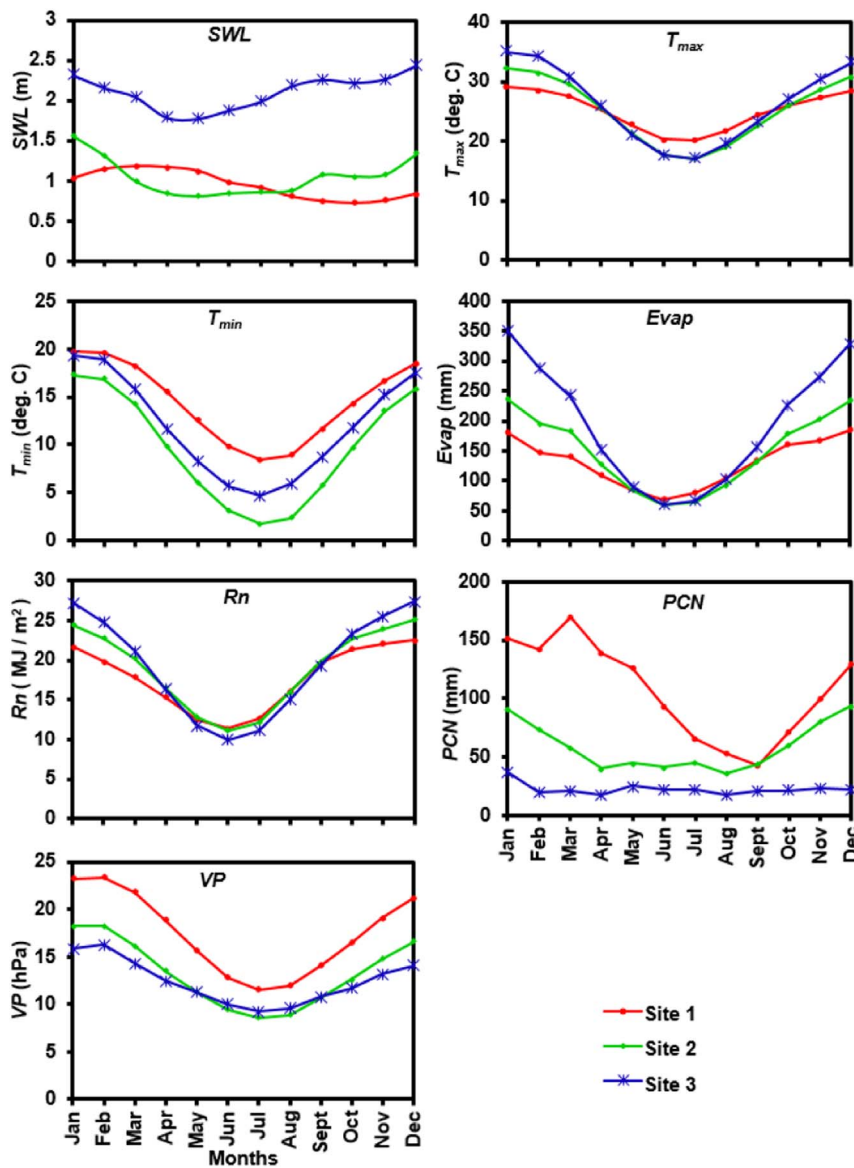 SWL
3
2.5
2
1.5
1
0.5
0
SWL (m)
Tmax
40
30
20
10
0
Tmax (deg. C)
Tmin
25
20
15
10
5
0
Tmin (deg. C)
Evap
400
350
300
250
200
150
100
50
0
Evap (mm)
Rn
30
25
20
15
10
5
0
Rn ( MJ / m²)
PCN
200
150
100
50
0
PCN (mm)
Jan Feb Mar Apr May Jun Jul Aug Sept Oct Nov Dec
VP
25
20
15
10
5
0
VP (hPa)
Jan Feb Mar Apr May Jun Jul Aug Sept Oct Nov Dec
Months
Site 1
Site 2
Site 3